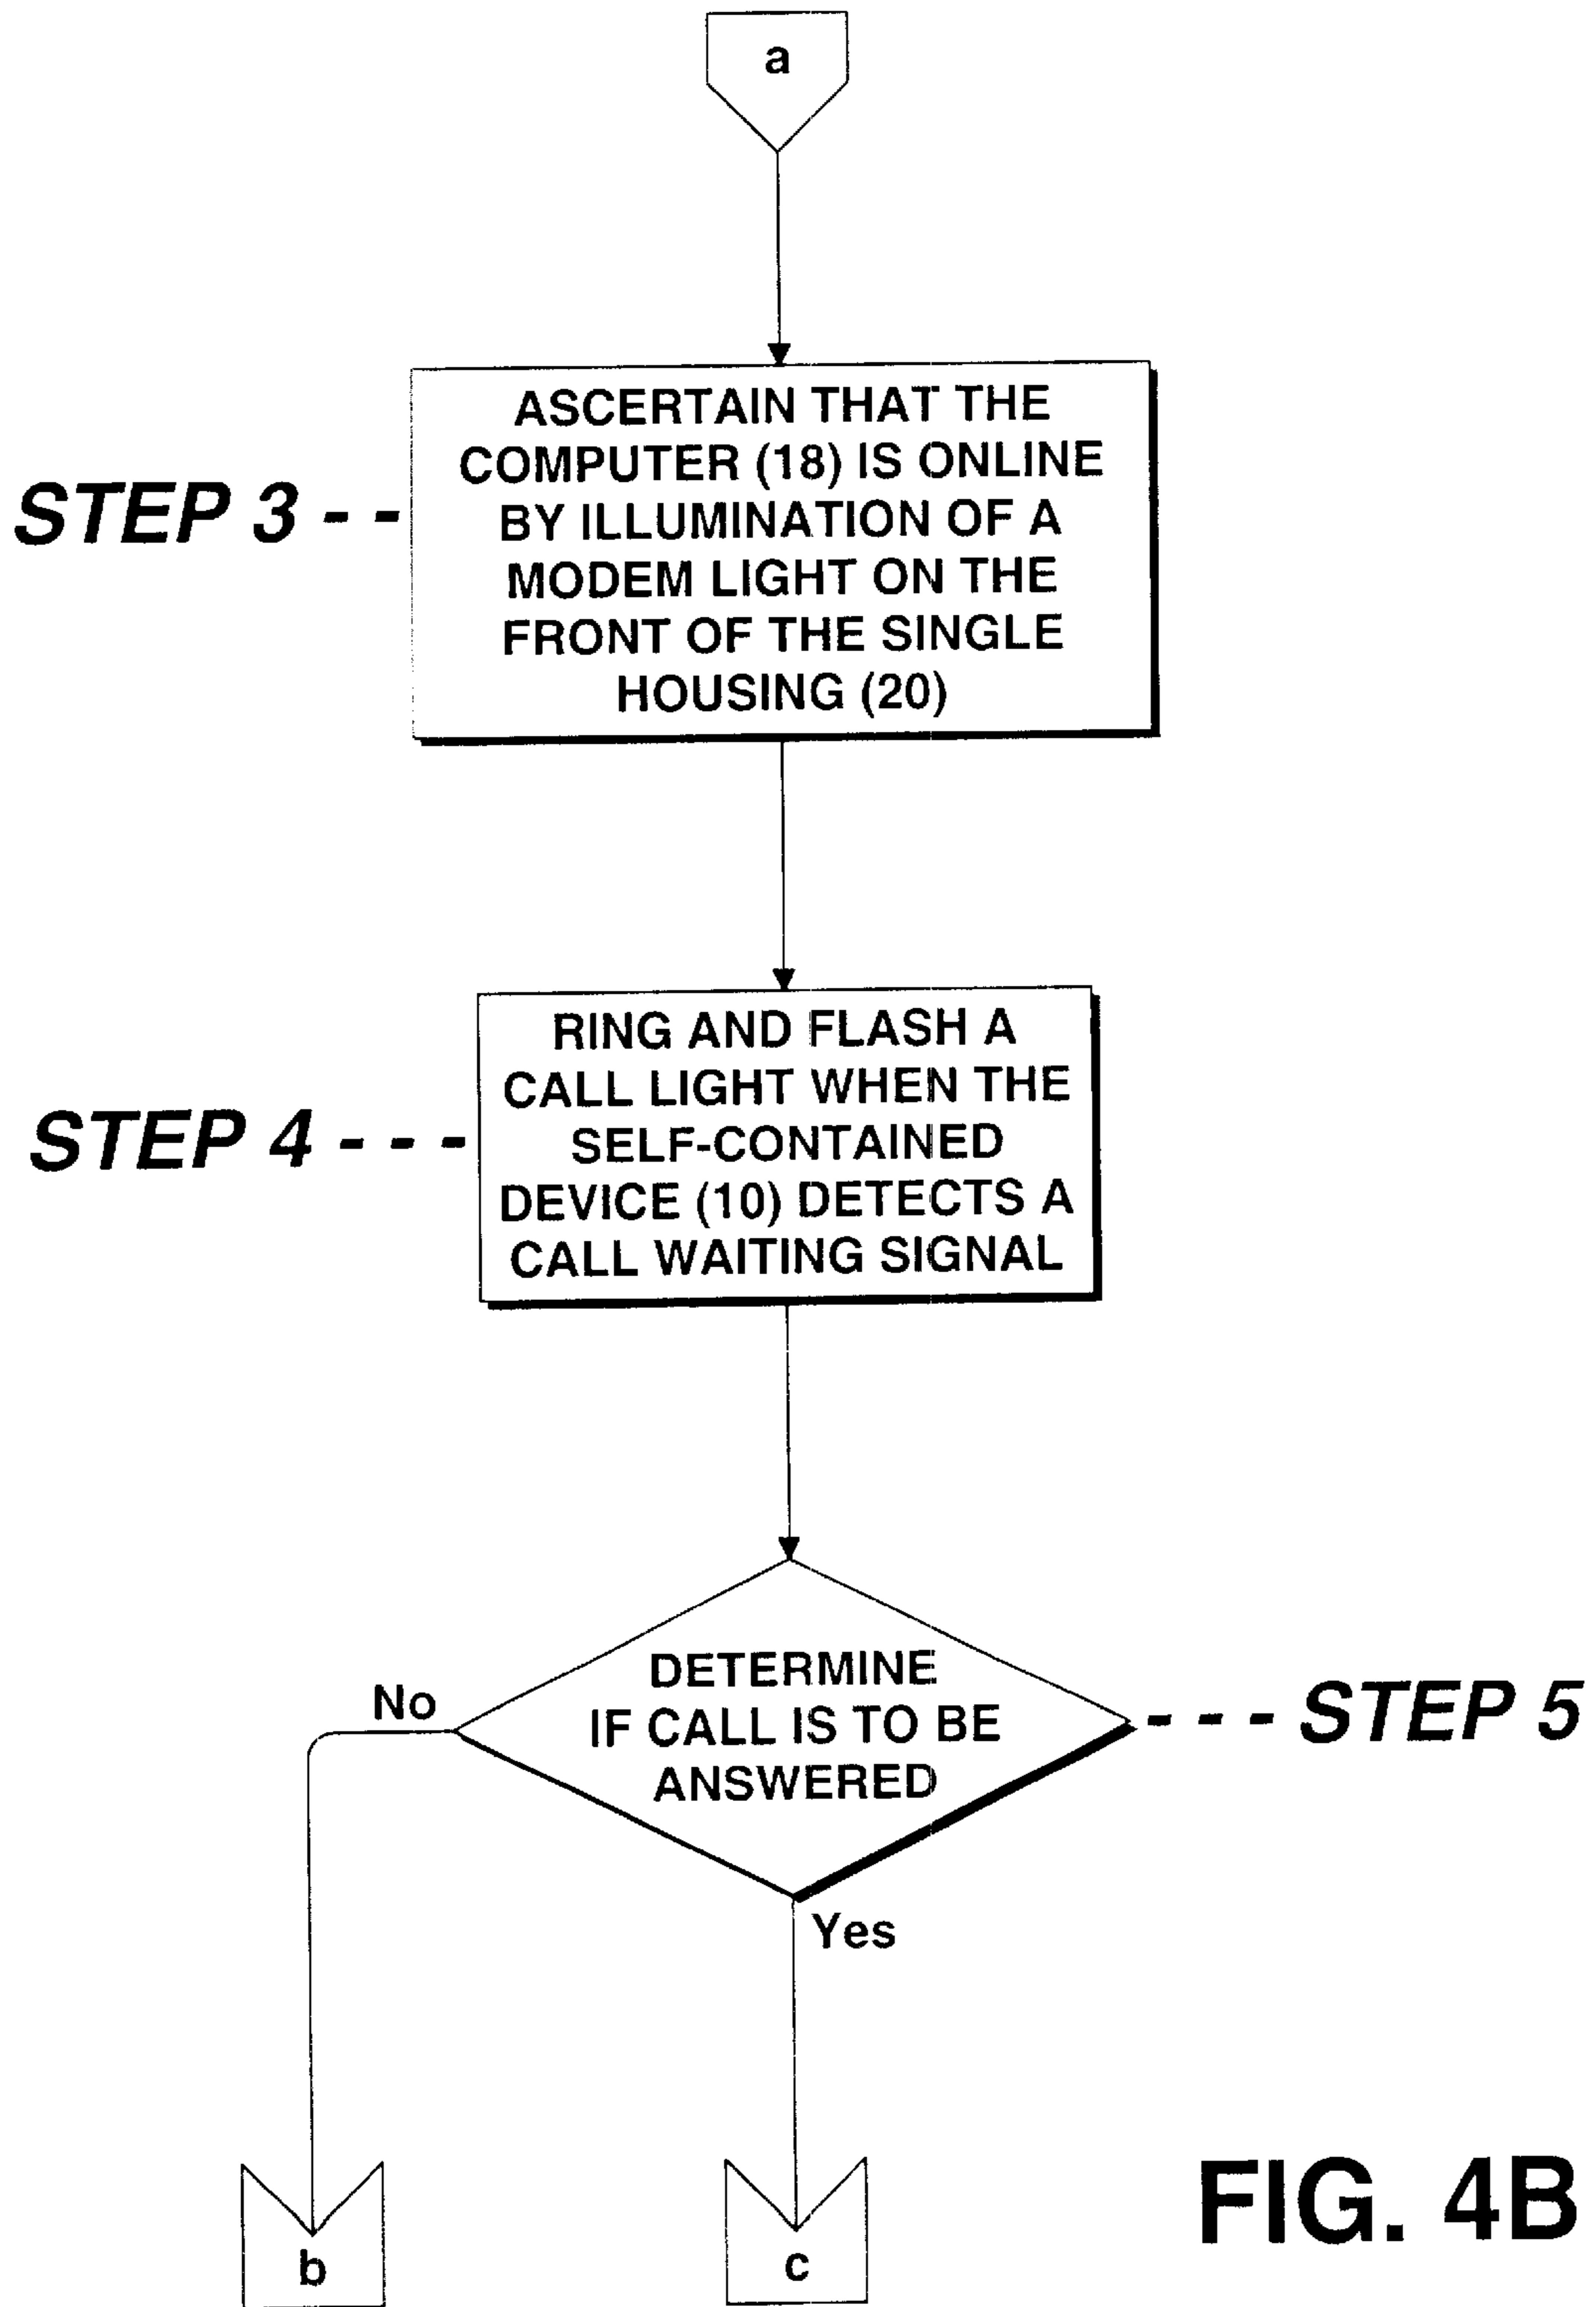 a
STEP 3 - -
ASCERTAIN THAT THE
COMPUTER (18) IS ONLINE
BY ILLUMINATION OF A
MODEM LIGHT ON THE
FRONT OF THE SINGLE
HOUSING (20)
STEP 4 - - -
RING AND FLASH A
CALL LIGHT WHEN THE
SELF-CONTAINED
DEVICE (10) DETECTS A
CALL WAITING SIGNAL
DETERMINE
IF CALL IS TO BE
ANSWERED
- - - STEP 5
No
Yes
b
c
FIG. 4B